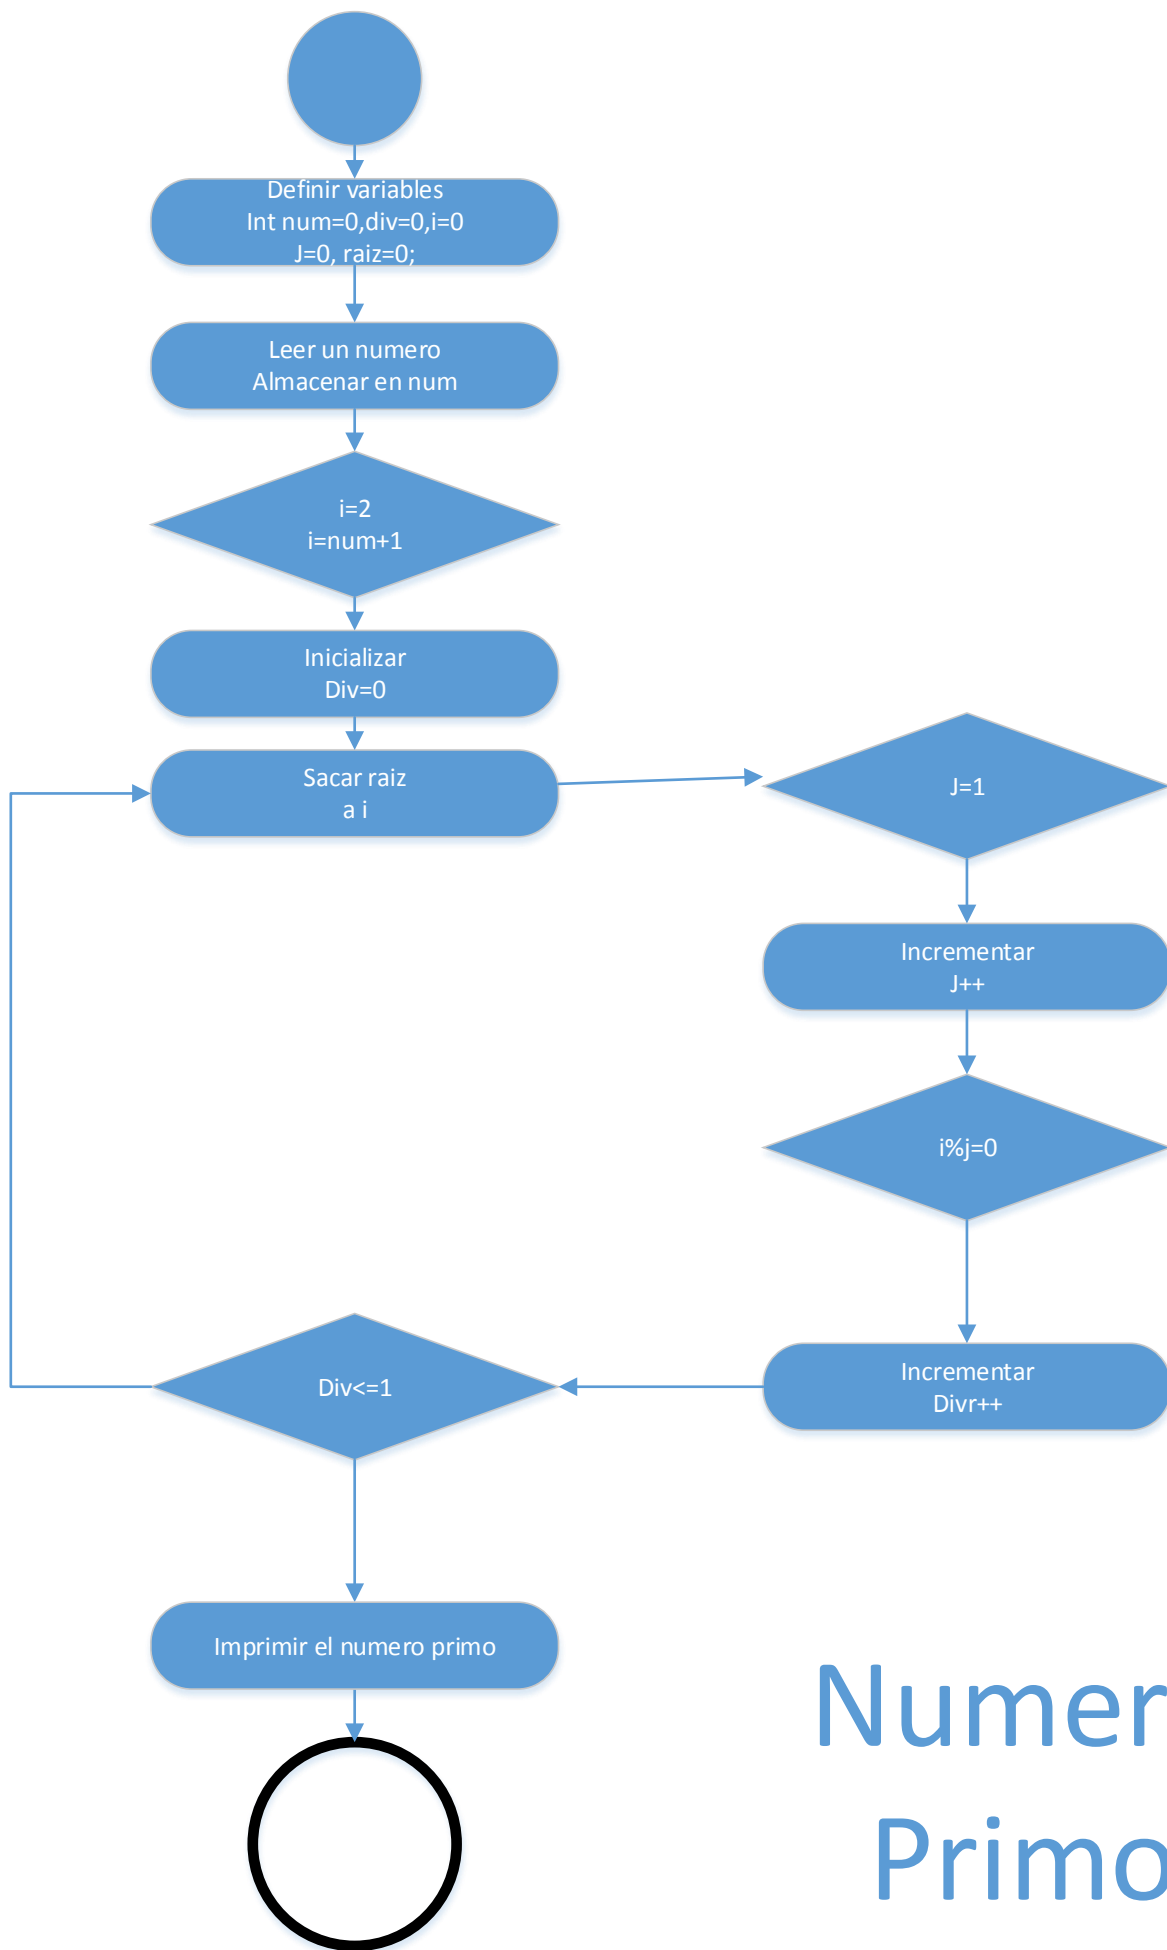 Definir variables
Int num=0,div=0,i=0
J=0, raiz=0;
Leer un numero
Almacenar en num
i=2
i=num+1
Inicializar
Div=0
Sacar raiz
a i
J=1
Incrementar
J++
i%j=0
Incrementar
Divr++
Div<=1
Imprimir el numero primo
Numer
Primo